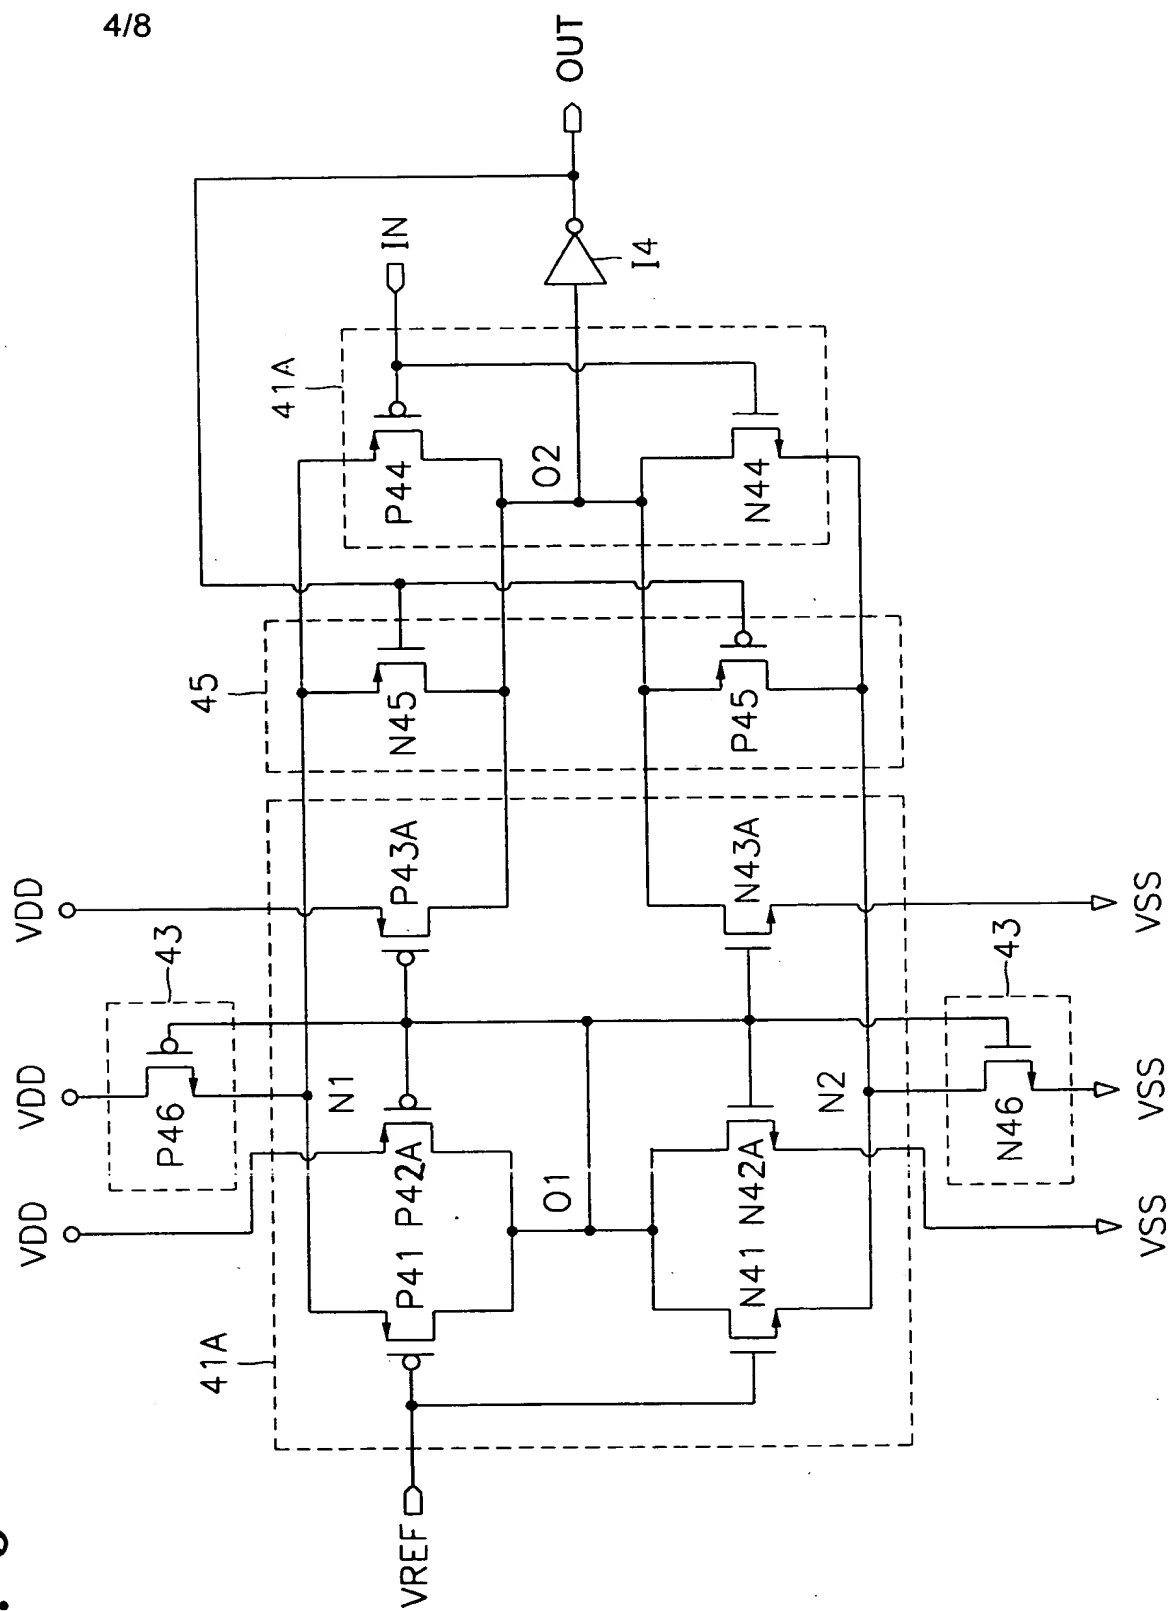 4/8
OUT
IN
I4
41A
P44
O2
N44
45
N45
P45
VDD
P43A
N43A
VSS
43
43
VDD
P46
N1
N2
N46
VSS
VDD
P42A
O1
N42A
VSS
P41
N41
41A
VREF